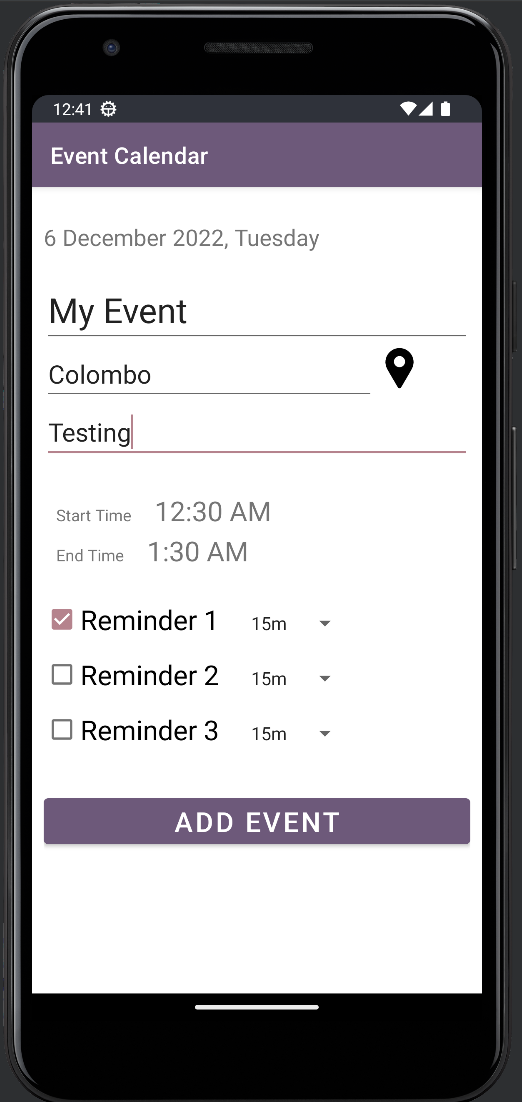 12:41
Event Calendar
6 December 2022, Tuesday
My Event
Colombo
Testing
Start Time 12:30 AM
End Time 1:30 AM
Reminder 1 15m
Reminder 2 15m
Reminder 3 15m
ADD EVENT